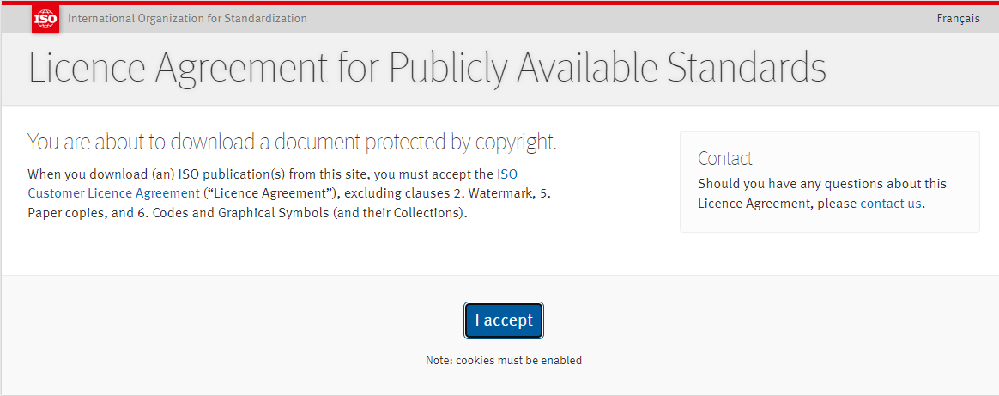 ISO International Organization for Standardization Français
Licence Agreement for Publicly Available Standards
You are about to download a document protected by copyright.
When you download (an) ISO publication(s) from this site, you must accept the ISO
Customer Licence Agreement (“Licence Agreement”), excluding clauses 2. Watermark, 5.
Paper copies, and 6. Codes and Graphical Symbols (and their Collections).
Contact
Should you have any questions about this
Licence Agreement, please contact us.
I accept
Note: cookies must be enabled